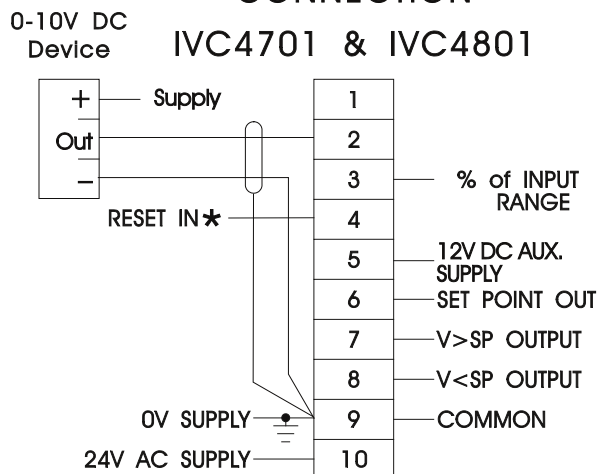 CONNECTION
0-10V DC
Device
IVC4701 & IVC4801
+ Supply
Out
−
RESET IN*
0V SUPPLY
24V AC SUPPLY
1
2
3
4
5
6
7
8
9
10
% of INPUT
RANGE
12V DC AUX.
SUPPLY
SET POINT OUT
V>SP OUTPUT
V<SP OUTPUT
COMMON